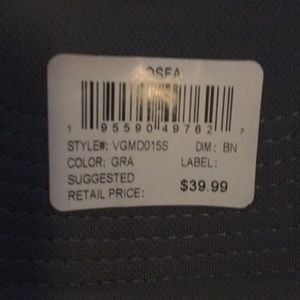 OSFA
1 95590 49762 7
STYLE#: VGMD015S DIM: BN
COLOR: GRA LABEL:
SUGGESTED
RETAIL PRICE: $39.99